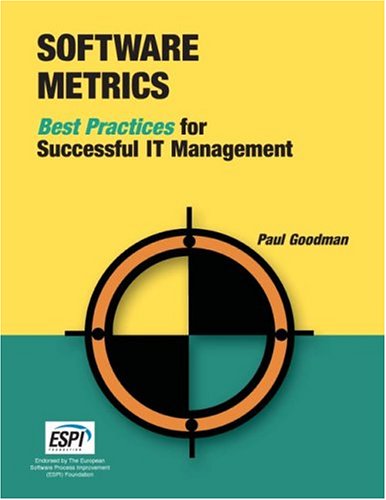 SOFTWARE
METRICS
Best Practices for
Successful IT Management
Paul Goodman
ESPI
FOUNDATION
Endorsed by The European
Software Process Improvement
(ESPI) Foundation